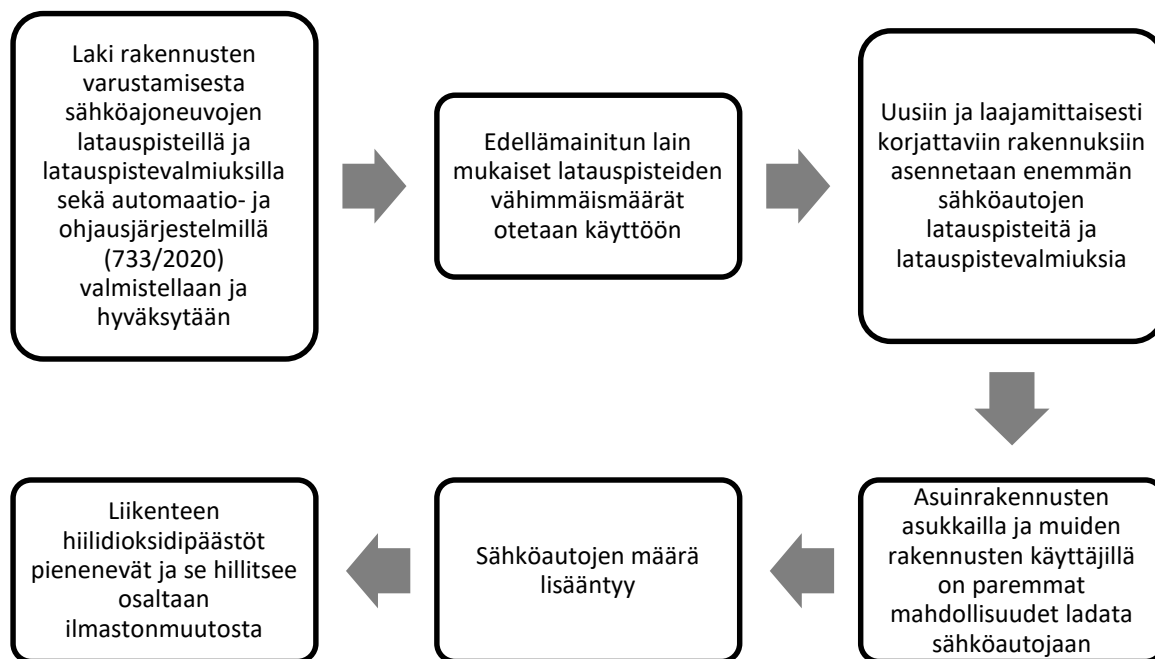 Laki rakennusten
varustamisesta
sähköajoneuvojen
latauspisteillä ja
latauspistevalmiuksilla
sekä automaatio- ja
ohjausjärjestelmillä
(733/2020)
valmistellaan ja
hyväksytään
Edellämainitun lain
mukaiset latauspisteiden
vähimmäismäärät
otetaan käyttöön
Uusiin ja laajamittaisesti
korjattaviin rakennuksiin
asennetaan enemmän
sähköautojen
latauspisteitä ja
latauspistevalmiuksia
Asuinrakennusten
asukkailla ja muiden
rakennusten käyttäjillä
on paremmat
mahdollisuudet ladata
sähköautojaan
Sähköautojen määrä
lisääntyy
Liikenteen
hiilidioksidipäästöt
pienenevät ja se hillitsee
osaltaan
ilmastonmuutosta